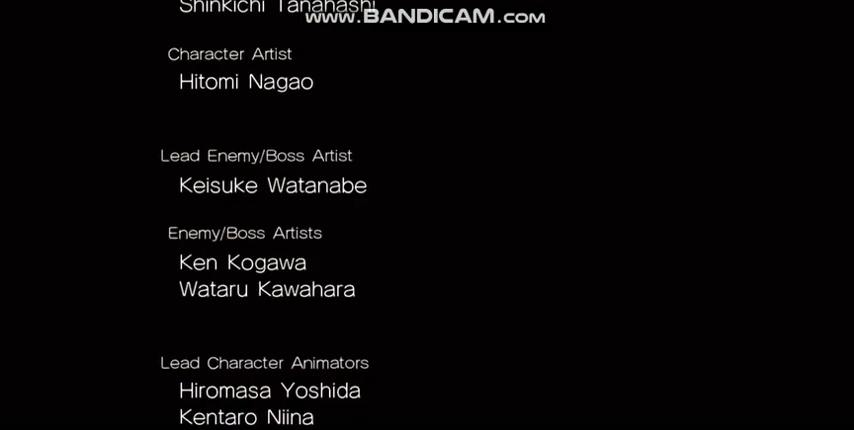 Shinkichi Tanahashi
www.BANDICAM.com
Character Artist
Hitomi Nagao
Lead Enemy/Boss Artist
Keisuke Watanabe
Enemy/Boss Artists
Ken Kogawa
Wataru Kawahara
Lead Character Animators
Hiromasa Yoshida
Kentaro Niina